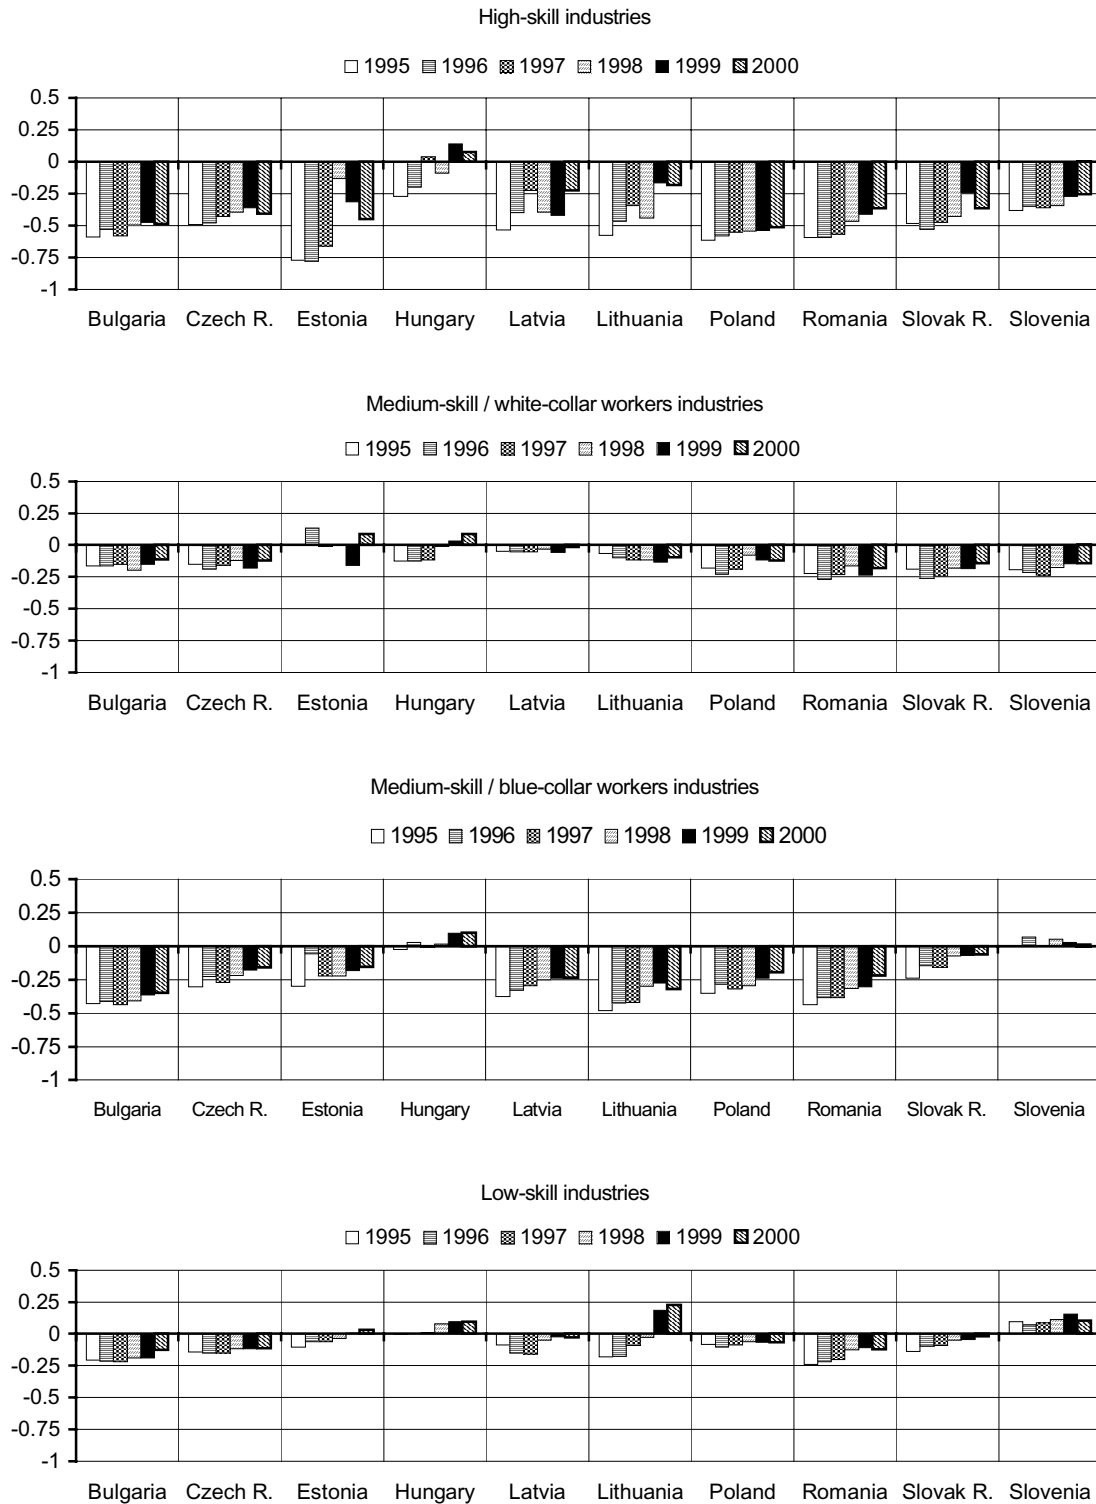 High-skill industries
1995 1996 1997 1998 1999 2000
0.5
0.25
0
-0.25
-0.5
-0.75
-1
Bulgaria Czech R. Estonia Hungary Latvia Lithuania Poland Romania Slovak R. Slovenia
Medium-skill / white-collar workers industries
1995 1996 1997 1998 1999 2000
0.5
0.25
0
-0.25
-0.5
-0.75
-1
Bulgaria Czech R. Estonia Hungary Latvia Lithuania Poland Romania Slovak R. Slovenia
Medium-skill / blue-collar workers industries
1995 1996 1997 1998 1999 2000
0.5
0.25
0
-0.25
-0.5
-0.75
-1
Bulgaria Czech R. Estonia Hungary Latvia Lithuania Poland Romania Slovak R. Slovenia
Low-skill industries
1995 1996 1997 1998 1999 2000
0.5
0.25
0
-0.25
-0.5
-0.75
-1
Bulgaria Czech R. Estonia Hungary Latvia Lithuania Poland Romania Slovak R. Slovenia